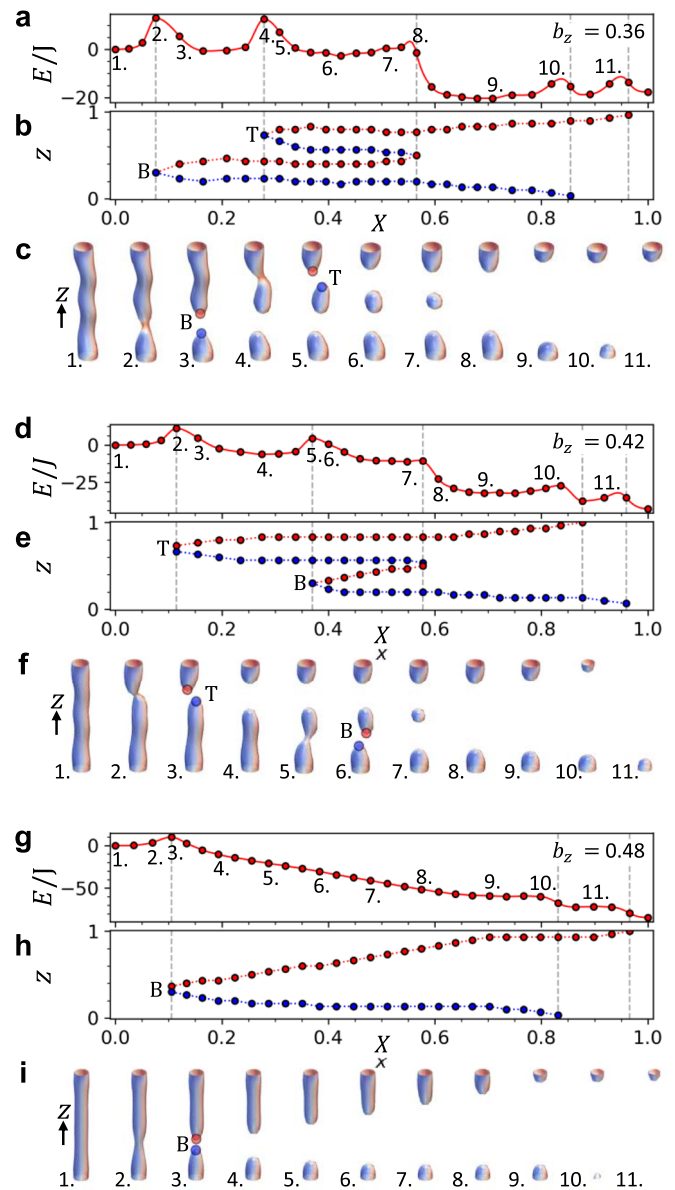 a
E/J
0
−20
1. 2. 3. 4. 5. 6. 7. 8. 9. 10. 11.
b_z = 0.36
b
z
1
0
B T
0.0 0.2 0.4 0.6 0.8 1.0
X
c
z
B T
1. 2. 3. 4. 5. 6. 7. 8. 9. 10. 11.
d
E/J
0
−25
1. 2. 3. 4. 5. 6. 7. 8. 9. 10. 11.
b_z = 0.42
e
z
1
0
T B
0.0 0.2 0.4 0.6 0.8 1.0
X
x
f
z
T B
1. 2. 3. 4. 5. 6. 7. 8. 9. 10. 11.
g
E/J
0
−50
1. 2. 3. 4. 5. 6. 7. 8. 9. 10. 11.
b_z = 0.48
h
z
1
0
B
0.0 0.2 0.4 0.6 0.8 1.0
X
x
i
z
B
1. 2. 3. 4. 5. 6. 7. 8. 9. 10. 11.